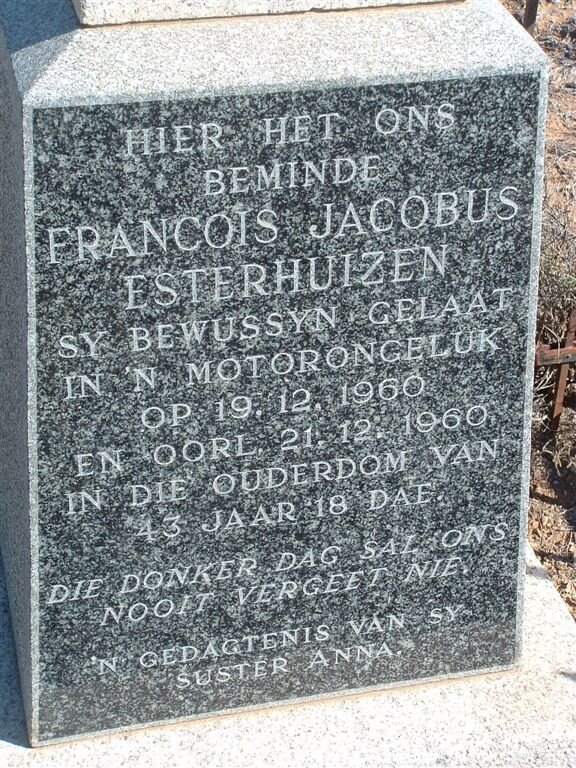 HIER HET ONS
BEMINDE
FRANCOIS JACOBUS
ESTERHUIZEN
SY BEWUSSYN GELAAT
IN 'N MOTORONGELUK
OP 19. 12. 1960
EN OORL. 21. 12. 1960
IN DIE OUDERDOM VAN
43 JAAR 18 DAE.
DIE DONKER DAG SAL ONS
NOOIT VERGEET NIE.
'N GEDAGTENIS VAN SY
SUSTER ANNA.